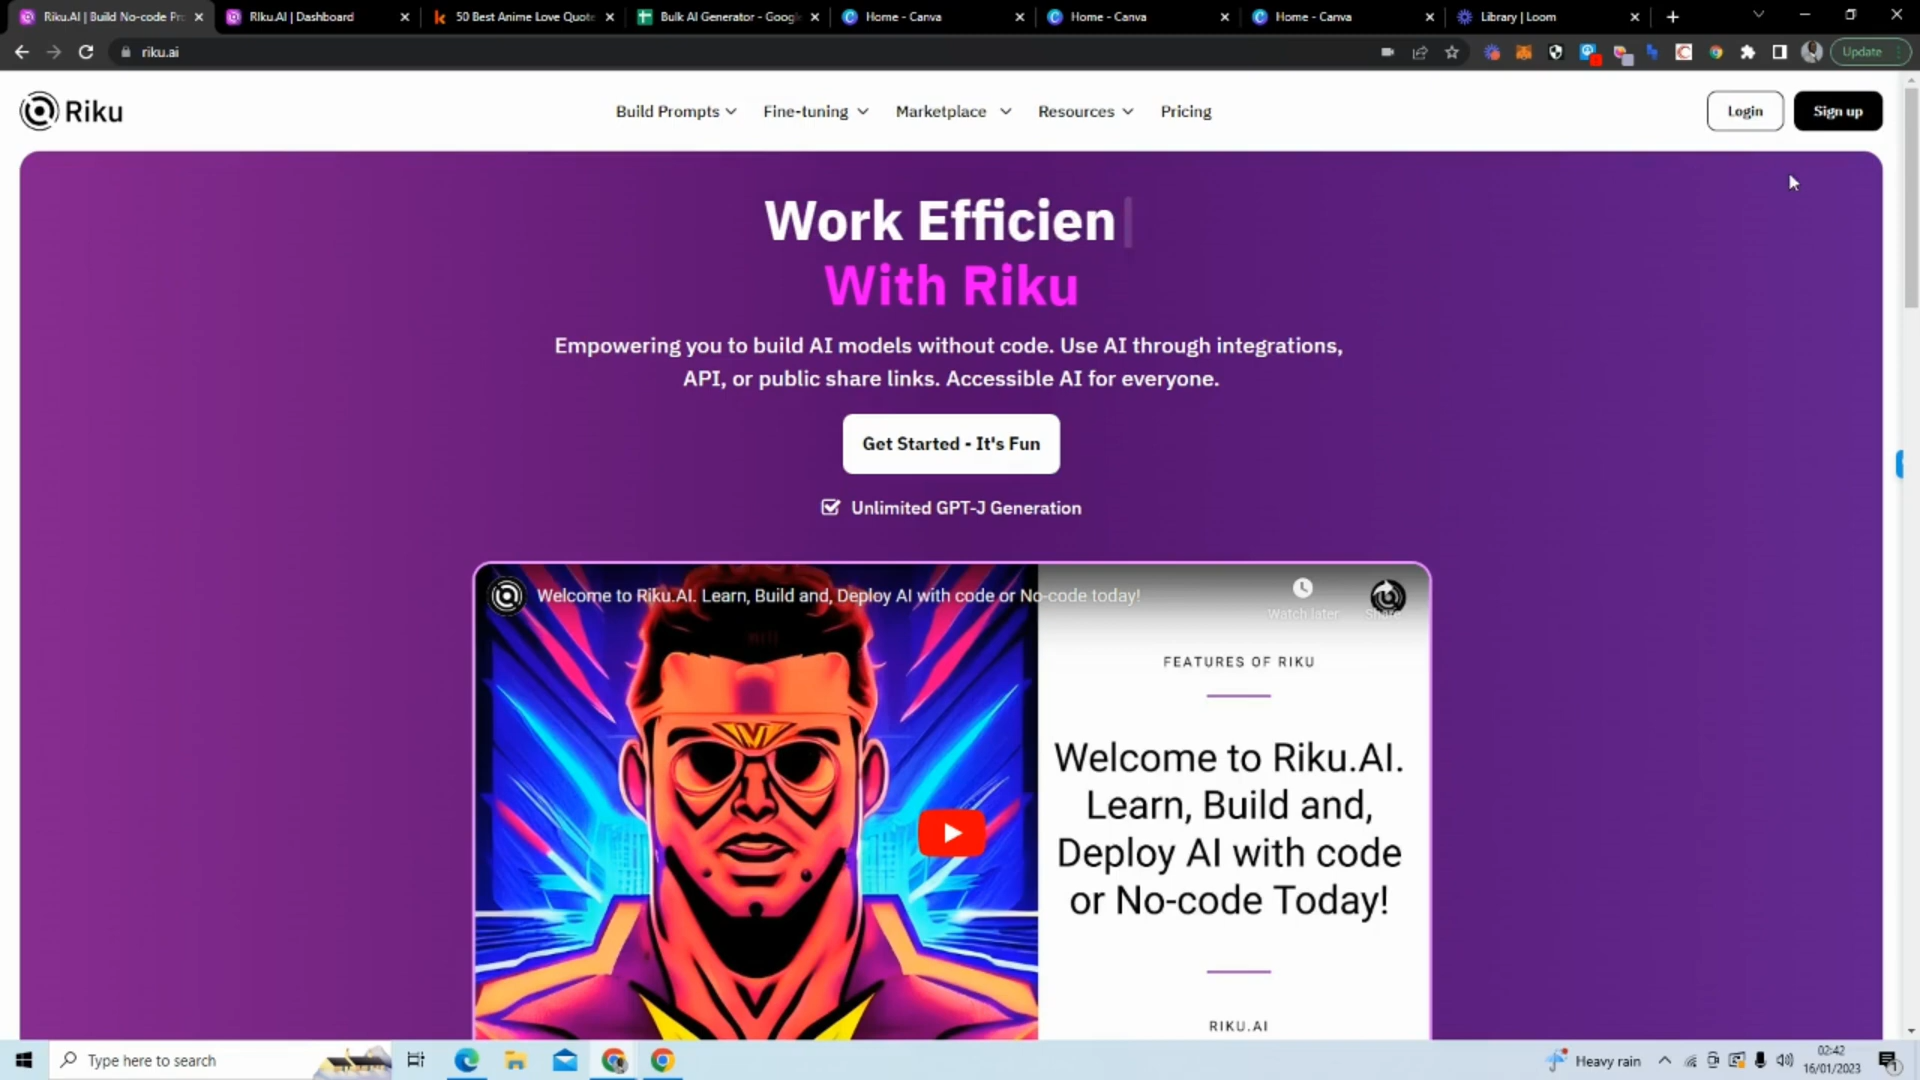 Riku.AI | Build No-code Pr
RIku.AI | Dashboard
50 Best Anime Love Quote
Bulk AI Generator - Googl
Home - Canva
Home - Canva
Home - Canva
Library | Loom
riku.ai
Update
Riku
Build Prompts
Fine-tuning
Marketplace
Resources
Pricing
Login
Sign up
Work Efficien
With Riku
Empowering you to build AI models without code. Use AI through integrations,
API, or public share links. Accessible AI for everyone.
Get Started - It's Fun
Unlimited GPT-J Generation
Welcome to Riku.AI. Learn, Build and, Deploy AI with code or No-code today!
Watch later
Share
FEATURES OF RIKU
Welcome to Riku.AI.
Learn, Build and,
Deploy AI with code
or No-code Today!
RIKU.AI
Type here to search
Heavy rain
02:42
16/01/2023
1